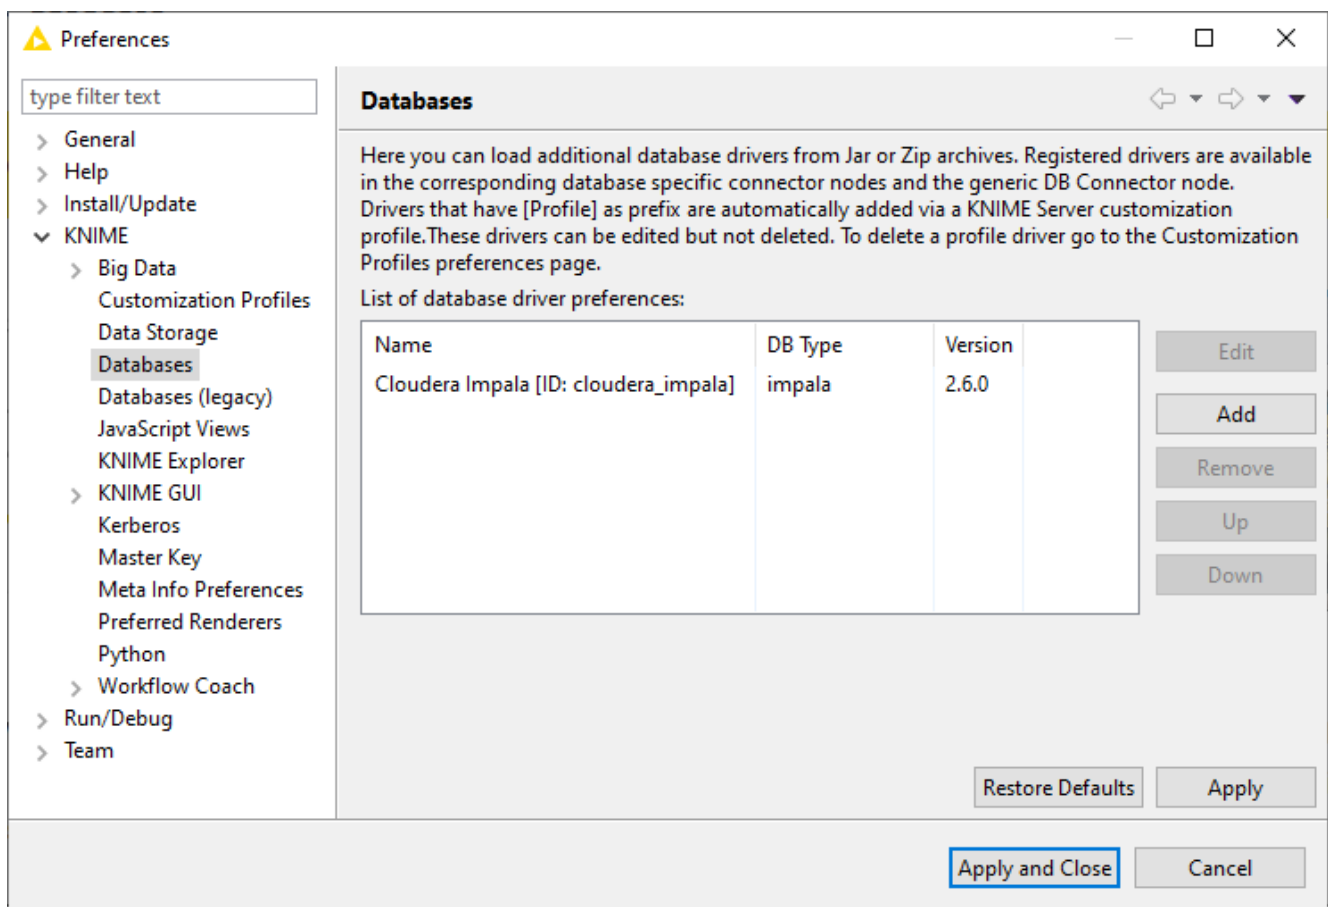 Preferences
type filter text
General
Help
Install/Update
KNIME
Big Data
Customization Profiles
Data Storage
Databases
Databases (legacy)
JavaScript Views
KNIME Explorer
KNIME GUI
Kerberos
Master Key
Meta Info Preferences
Preferred Renderers
Python
Workflow Coach
Run/Debug
Team
Databases
Here you can load additional database drivers from Jar or Zip archives. Registered drivers are available
in the corresponding database specific connector nodes and the generic DB Connector node.
Drivers that have [Profile] as prefix are automatically added via a KNIME Server customization
profile.These drivers can be edited but not deleted. To delete a profile driver go to the Customization
Profiles preferences page.
List of database driver preferences:
Name DB Type Version
Cloudera Impala [ID: cloudera_impala] impala 2.6.0
Edit
Add
Remove
Up
Down
Restore Defaults Apply
Apply and Close Cancel